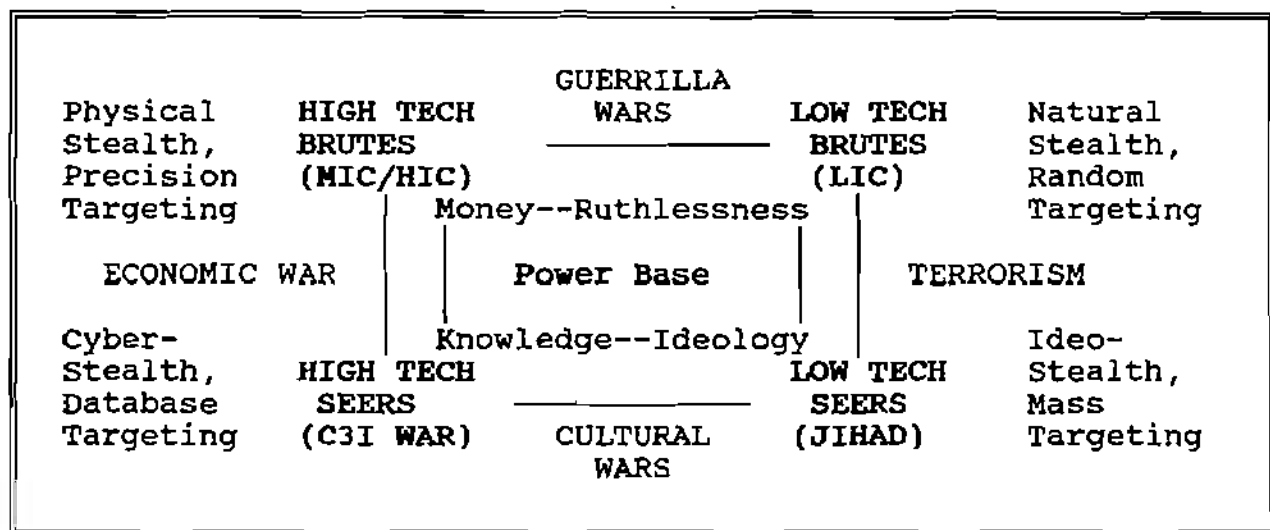 GUERRILLA
Physical HIGH TECH WARS LOW TECH Natural
Stealth, BRUTES BRUTES Stealth,
Precision (MIC/HIC) (LIC) Random
Targeting Money--Ruthlessness Targeting
ECONOMIC WAR Power Base TERRORISM
Cyber- Knowledge--Ideology Ideo-
Stealth, HIGH TECH LOW TECH Stealth,
Database SEERS SEERS Mass
Targeting (C3I WAR) CULTURAL (JIHAD) Targeting
WARS